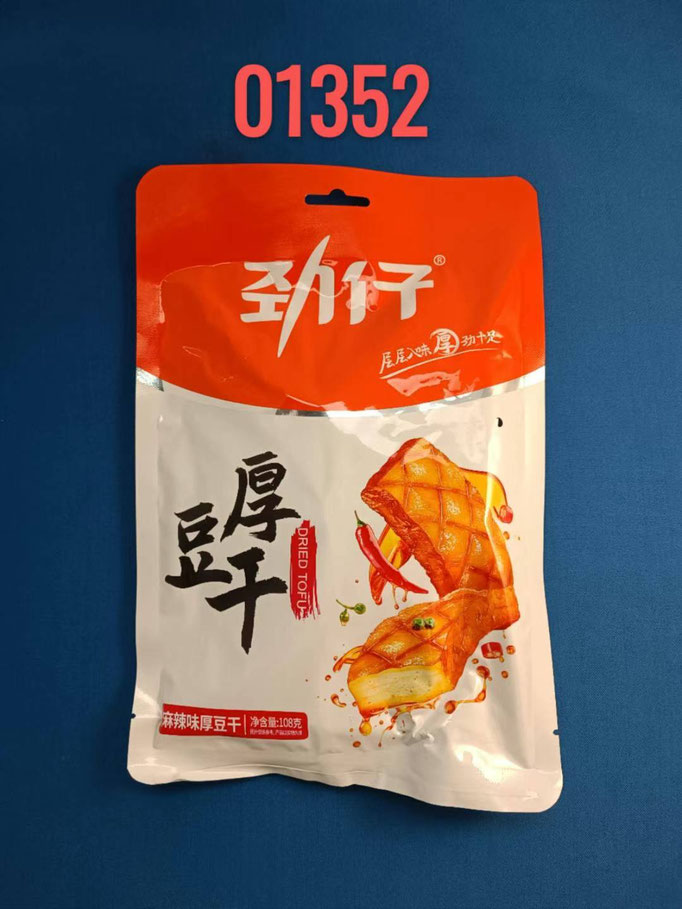 01352
劲仔®
层层入味 厚 劲十足
厚豆干
DRIED TOFU
麻辣味厚豆干
净含量:108克